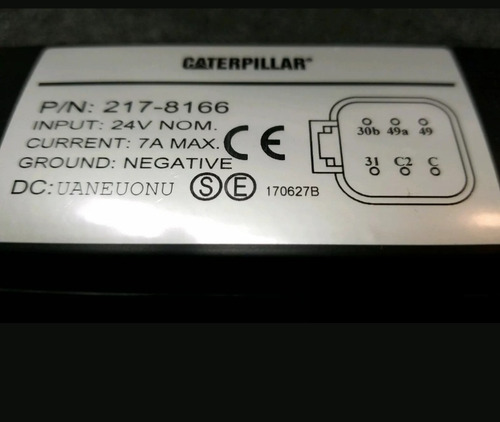 CATERPILLAR®
P/N: 217-8166
INPUT: 24V NOM.
CURRENT: 7A MAX.
GROUND: NEGATIVE
DC: UANEUONU S E 170627B
CE
30b 49a 49
31 C2 C